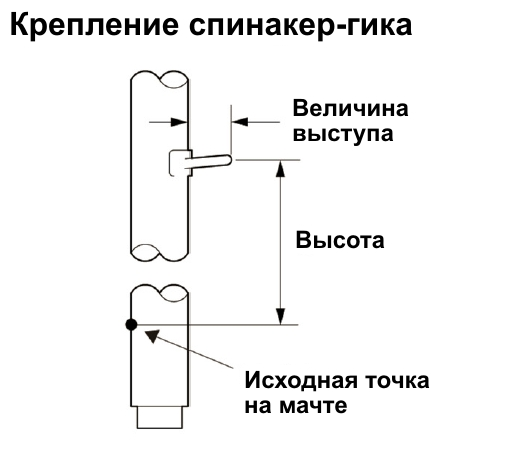 Крепление спинакер-гика
Величина
выступа
Высота
Исходная точка
на мачте